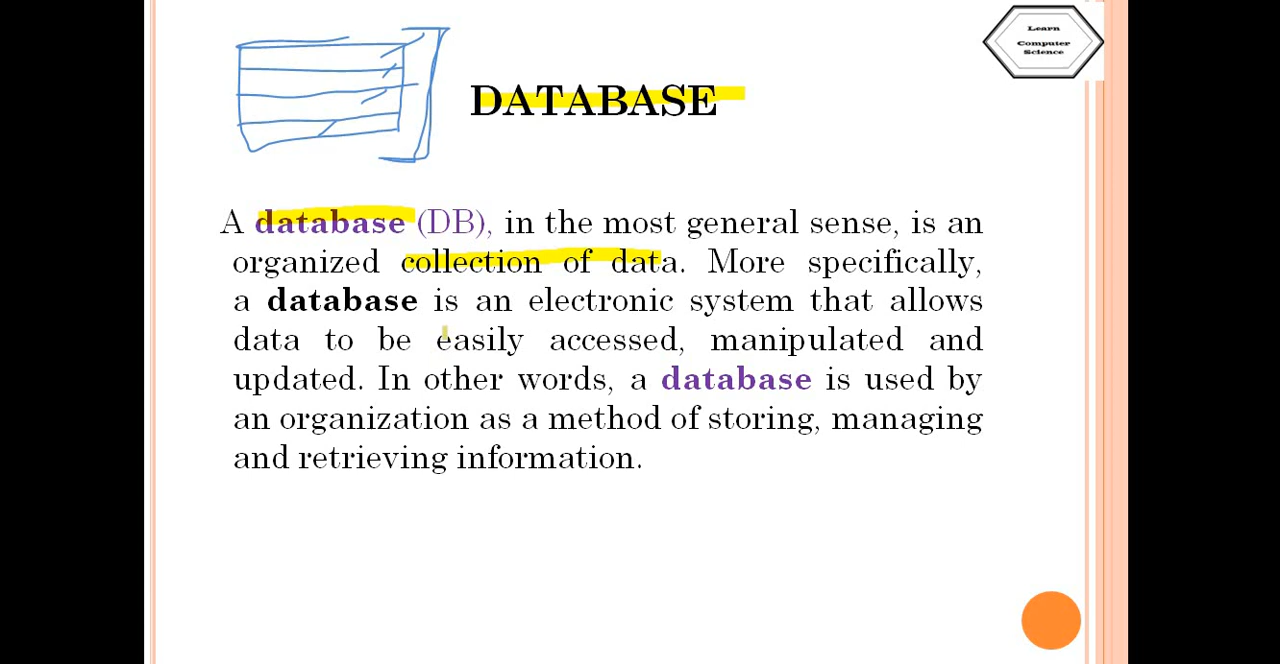 Learn
Computer
Science
DATABASE
A database (DB), in the most general sense, is an
organized collection of data. More specifically,
a database is an electronic system that allows
data to be easily accessed, manipulated and
updated. In other words, a database is used by
an organization as a method of storing, managing
and retrieving information.